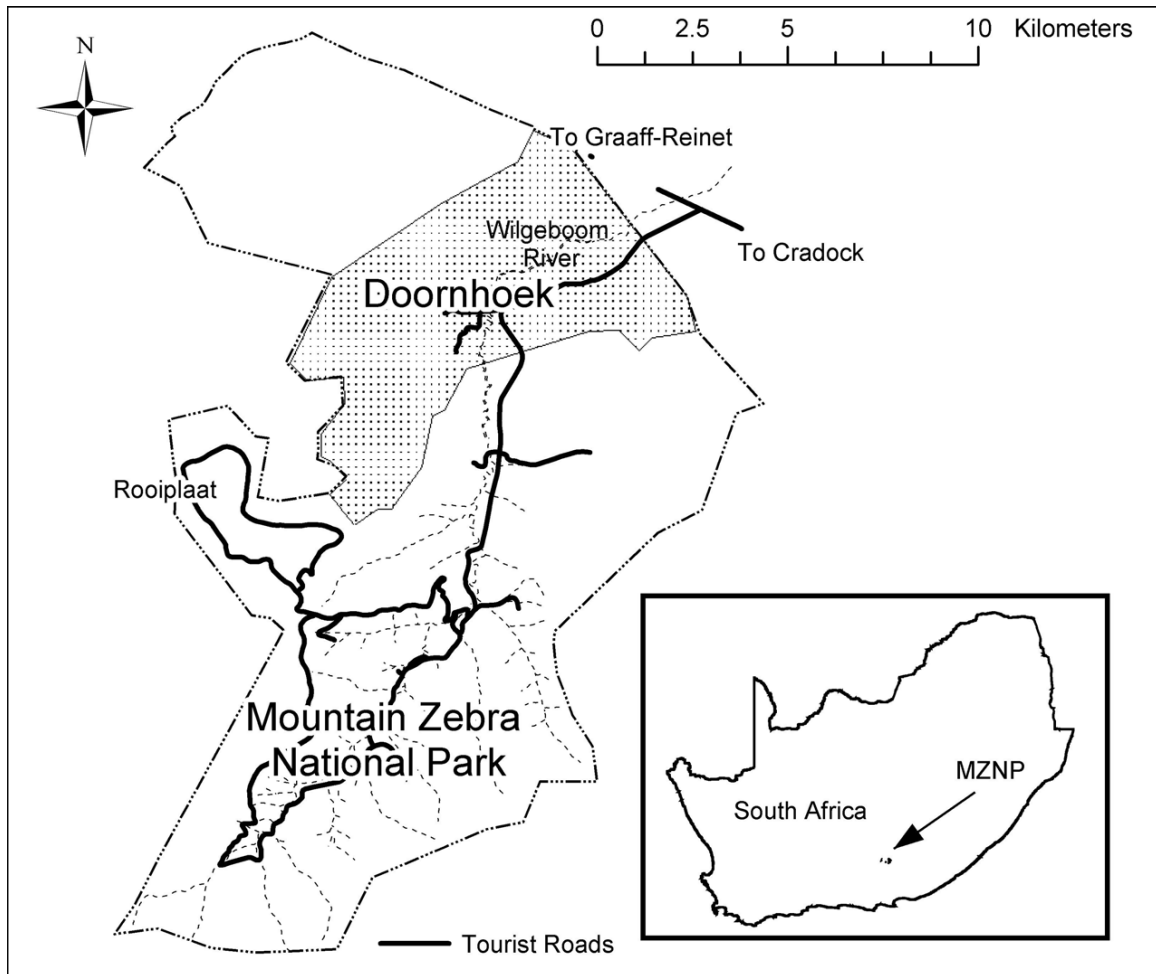 0 2.5 5 10 Kilometers
N
To Graaff-Reinet
Wilgeboom
River
To Cradock
Doornhoek
Rooiplaat
Mountain Zebra
National Park
MZNP
South Africa
Tourist Roads